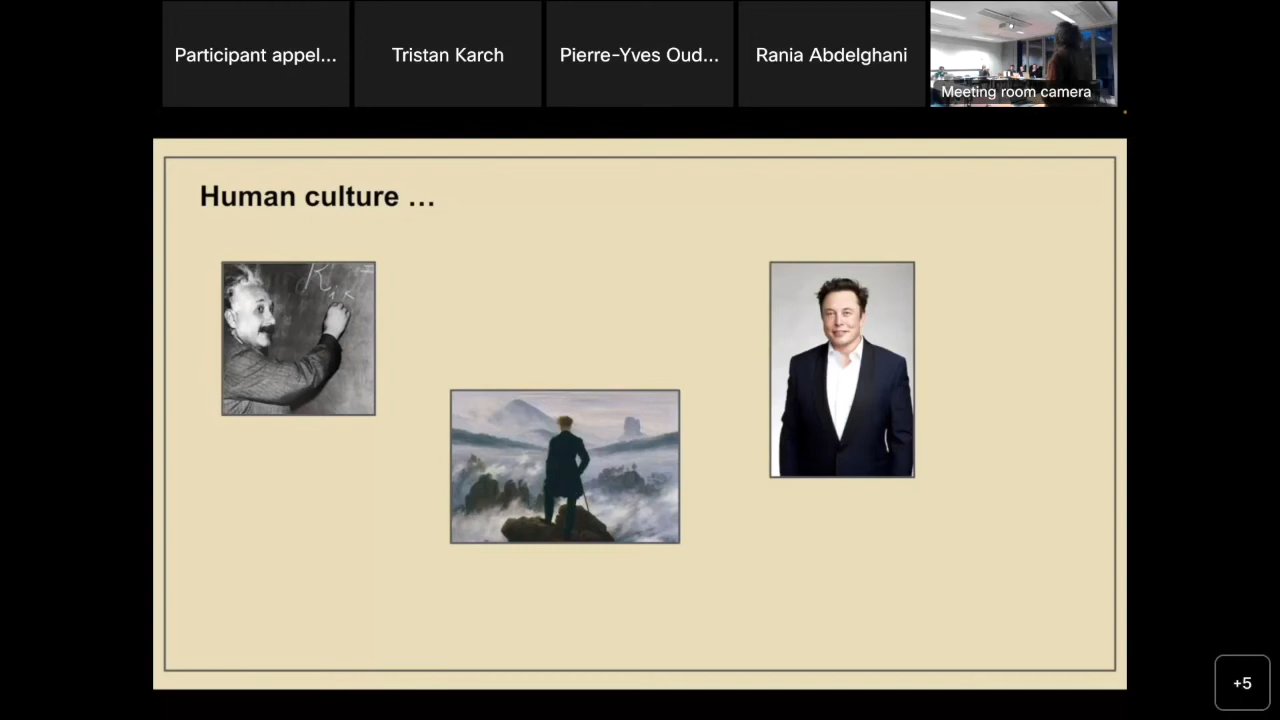 Participant appel...
Tristan Karch
Pierre-Yves Oud...
Rania Abdelghani
Meeting room camera
Human culture ...
+5